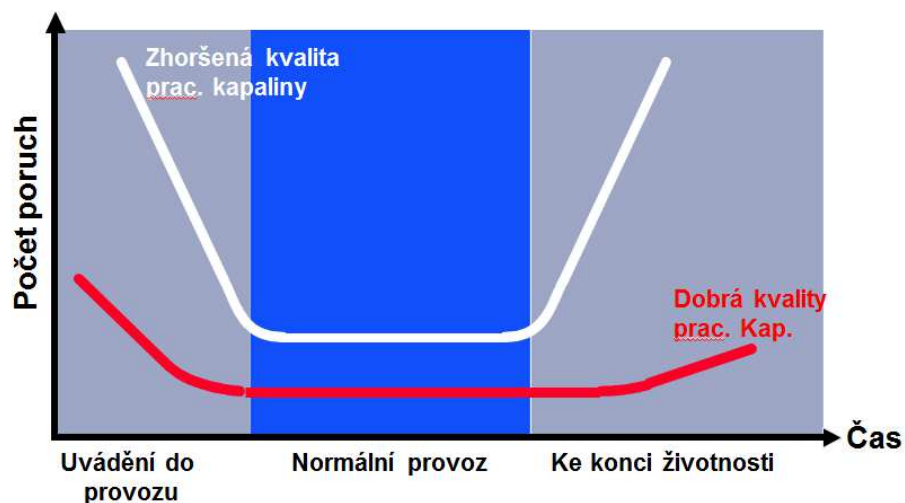 Zhoršená kvalita
prac. kapaliny
Počet poruch
Dobrá kvality
prac. Kap.
Čas
Uvádění do
provozu
Normální provoz
Ke konci životnosti